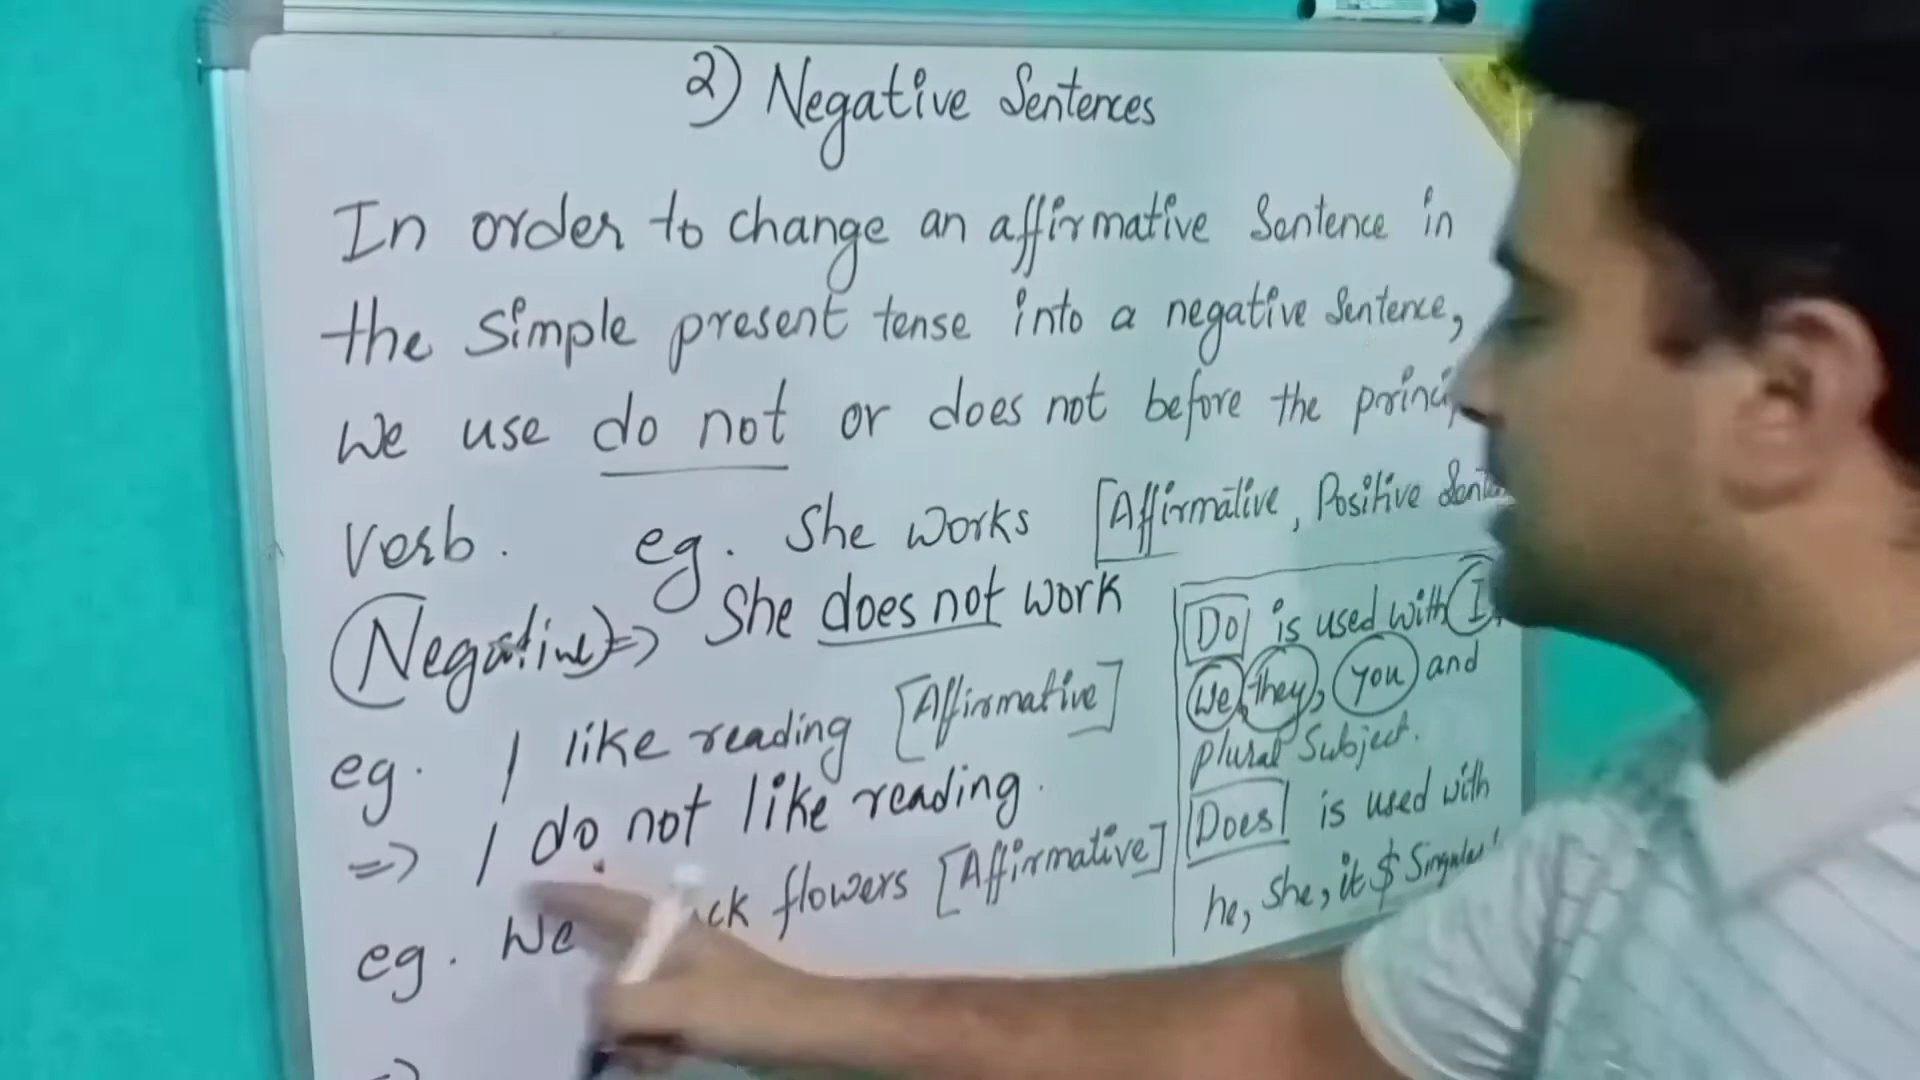 2) Negative Sentences
In order to change an affirmative Sentence in
the Simple present tense into a negative Sentence,
We use do not or does not before the
Verb. eg. She works [Affirmative, Positive
Negative => She does not work
eg. I like reading [Affirmative]
=> I do not like reading.
eg. We flowers [Affirmative]
=>
Do is used with I,
We, they, you and
plural Subject.
Does is used with
he, She, it &